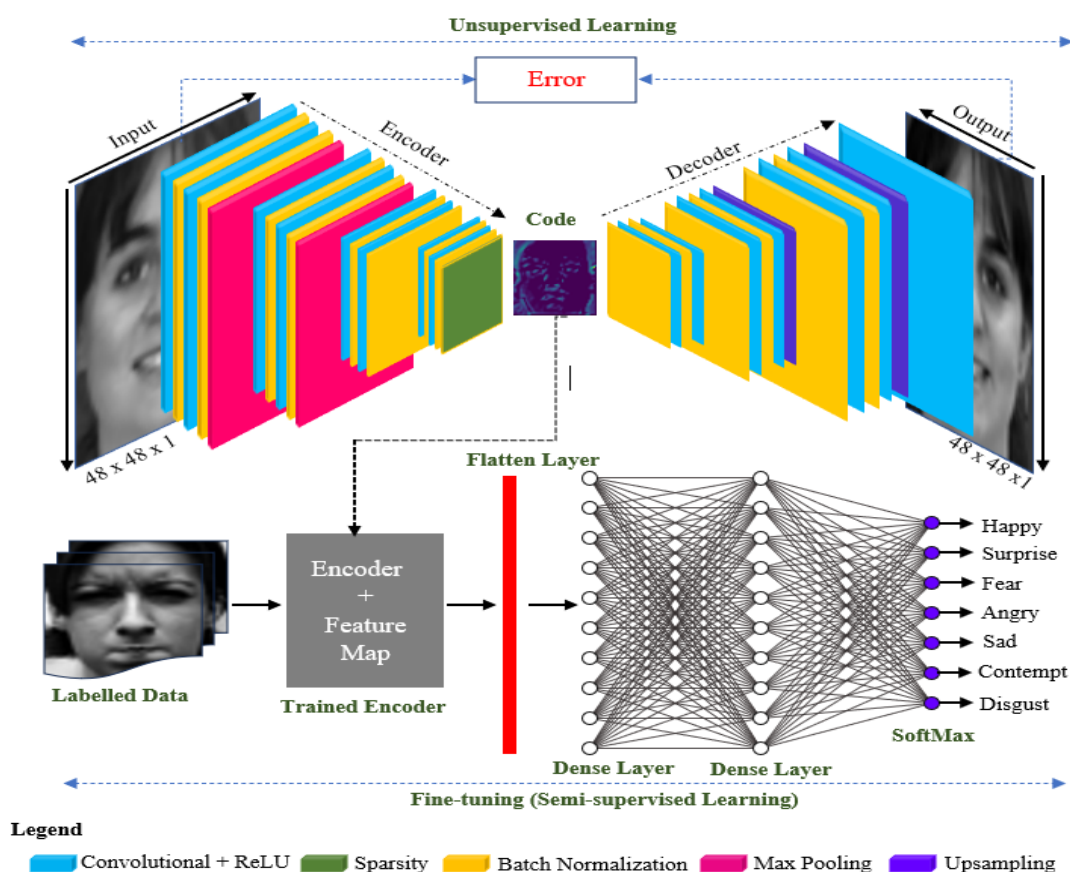 Unsupervised Learning
Error
Input
Encoder
Decoder
Output
Code
48 x 48 x 1
48 x 48 x1
Flatten Layer
Encoder
+
Feature
Map
Happy
Surprise
Fear
Angry
Sad
Contempt
Disgust
Labelled Data
Trained Encoder
SoftMax
Dense Layer
Dense Layer
Fine-tuning (Semi-supervised Learning)
Legend
Convolutional + ReLU
Sparsity
Batch Normalization
Max Pooling
Upsampling